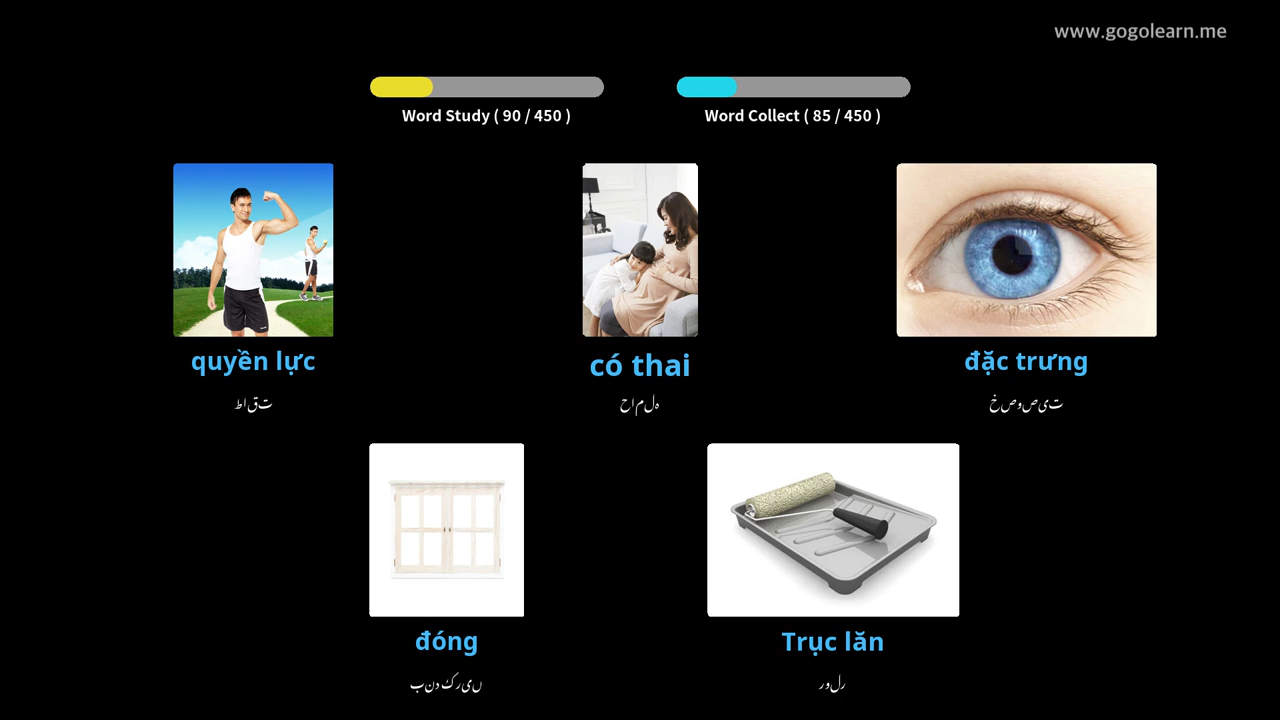 www.gogolearn.me
Word Study ( 90 / 450 )
Word Collect ( 85 / 450 )
quyền lực
có thai
đặc trưng
طاقت
حاملہ
خصوصیت
đóng
Trục lăn
بند کریں
رولر